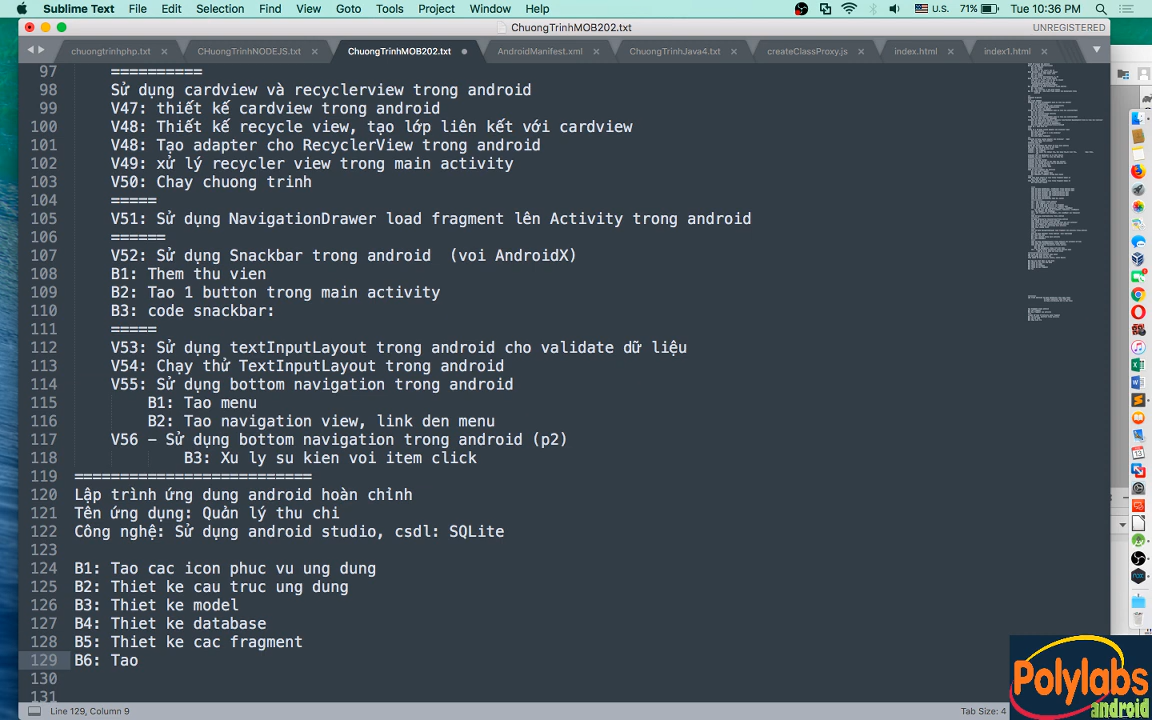 Sublime Text File Edit Selection Find View Goto Tools Project Window Help U.S. 71% Tue 10:36 PM
ChuongTrinhMOB202.txt UNREGISTERED
chuongtrinhphp.txt CHuongTrinhNODEJS.txt ChuongTrinhMOB202.txt AndroidManifest.xml ChuongTrinhJava4.txt createClassProxy.js index.html index1.html
97 ==========
98 Sử dụng cardview và recyclerview trong android
99 V47: thiết kế cardview trong android
100 V48: Thiết kế recycle view, tạo lớp liên kết với cardview
101 V48: Tạo adapter cho RecyclerView trong android
102 V49: xử lý recycler view trong main activity
103 V50: Chay chuong trinh
104 =====
105 V51: Sử dụng NavigationDrawer load fragment lên Activity trong android
106 ======
107 V52: Sử dụng Snackbar trong android (voi AndroidX)
108 B1: Them thu vien
109 B2: Tao 1 button trong main activity
110 B3: code snackbar:
111 =====
112 V53: Sử dụng textInputLayout trong android cho validate dữ liệu
113 V54: Chạy thử TextInputLayout trong android
114 V55: Sử dụng bottom navigation trong android
115 B1: Tao menu
116 B2: Tao navigation view, link den menu
117 V56 – Sử dụng bottom navigation trong android (p2)
118 B3: Xu ly su kien voi item click
119 ==========================
120 Lập trình ứng dung android hoàn chỉnh
121 Tên ứng dụng: Quản lý thu chi
122 Công nghệ: Sử dụng android studio, csdl: SQLite
123
124 B1: Tao cac icon phuc vu ung dung
125 B2: Thiet ke cau truc ung dung
126 B3: Thiet ke model
127 B4: Thiet ke database
128 B5: Thiet ke cac fragment
129 B6: Tao
130
131
Line 129, Column 9 Tab Size: 4
Polylabs
android